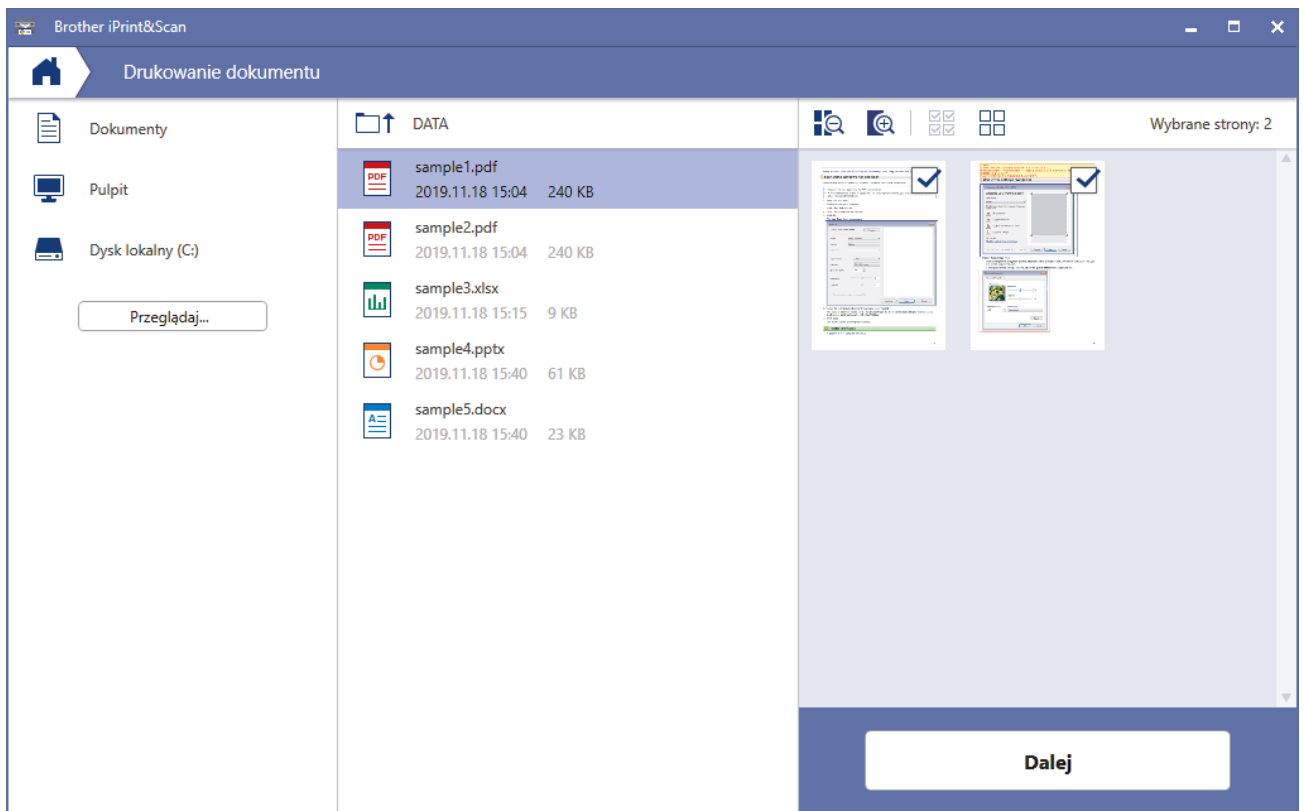 Brother iPrint&Scan
Drukowanie dokumentu
Dokumenty
Pulpit
Dysk lokalny (C:)
Przeglądaj...
DATA
PDF
sample1.pdf
2019.11.18 15:04 240 KB
PDF
sample2.pdf
2019.11.18 15:04 240 KB
sample3.xlsx
2019.11.18 15:15 9 KB
sample4.pptx
2019.11.18 15:40 61 KB
A
sample5.docx
2019.11.18 15:40 23 KB
Wybrane strony: 2
Dalej